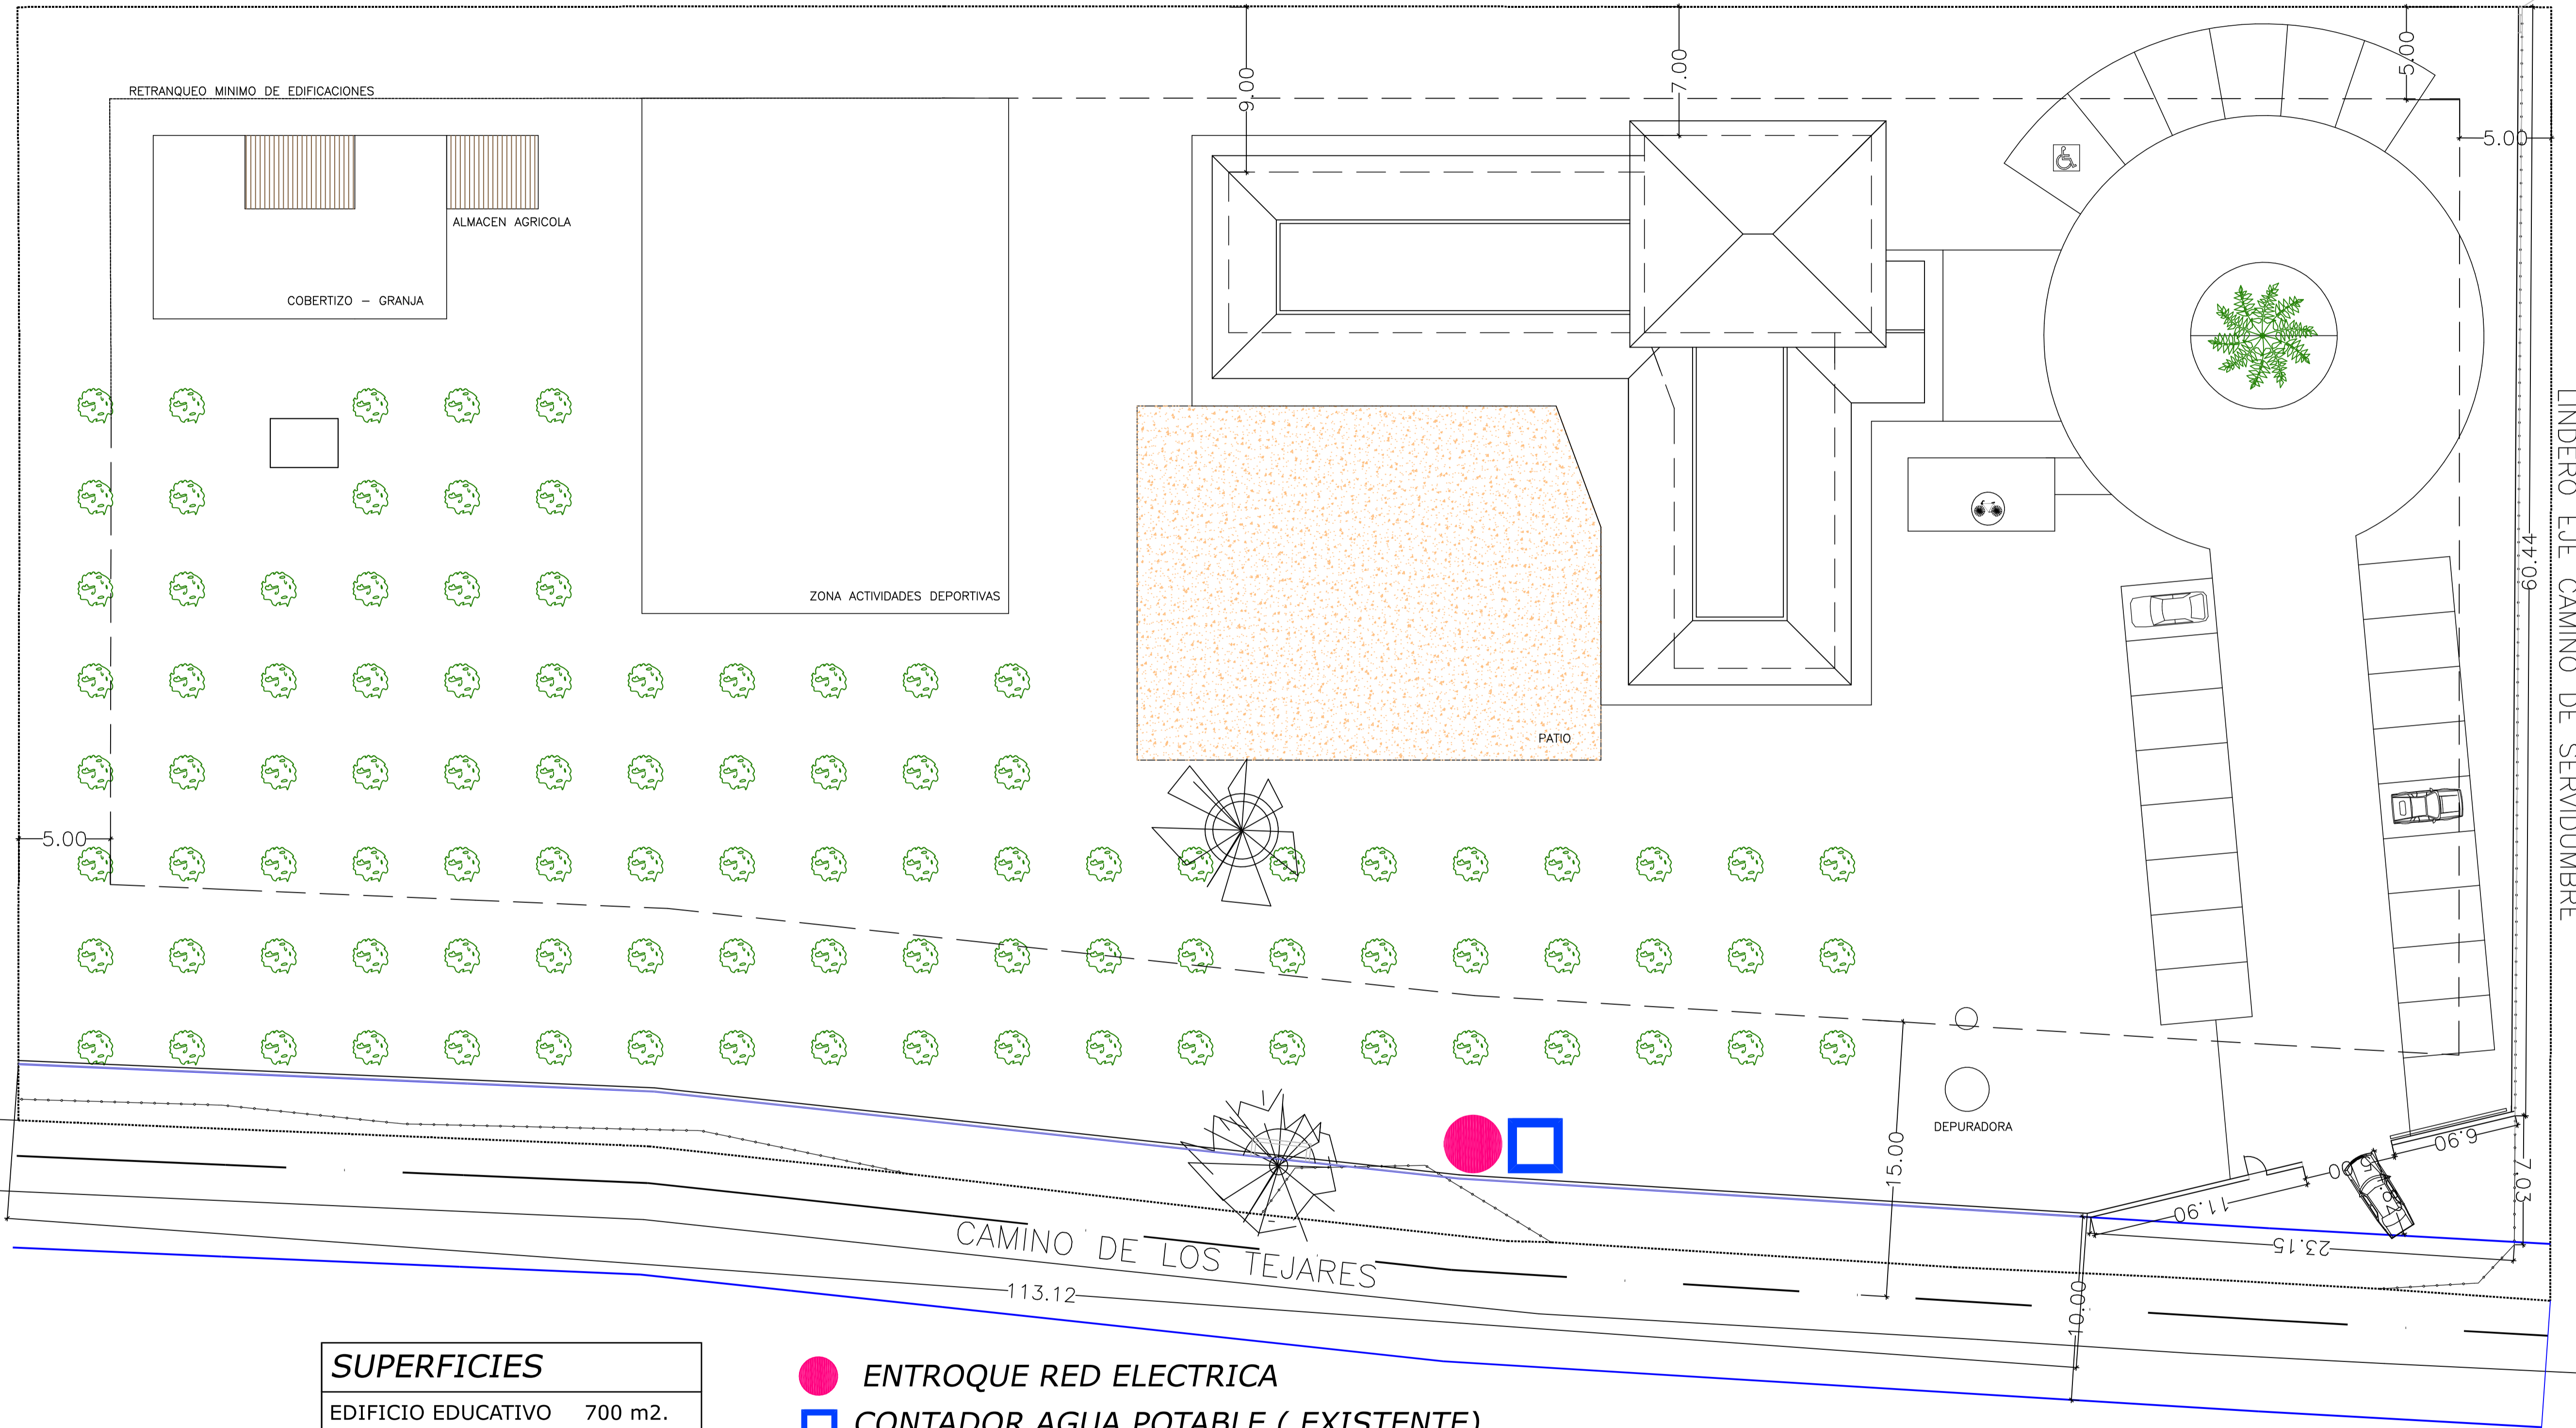 9.00
7.00
5.00
RETRANQUEO MINIMO DE EDIFICACIONES
5.00
ALMACEN AGRICOLA
COBERTIZO - GRANJA
LINDERO EJE CAMINO DE SERVIDUMBRE
60.44
ZONA ACTIVIDADES DEPORTIVAS
PATIO
5.00
DEPURADORA
15.00
6.90
7.03
11.90
23.15
CAMINO DE LOS TEJARES
113.12
10.00
SUPERFICIES
EDIFICIO EDUCATIVO 700 m2.
ENTROQUE RED ELECTRICA
CONTADOR AGUA POTABLE ( EXISTENTE)